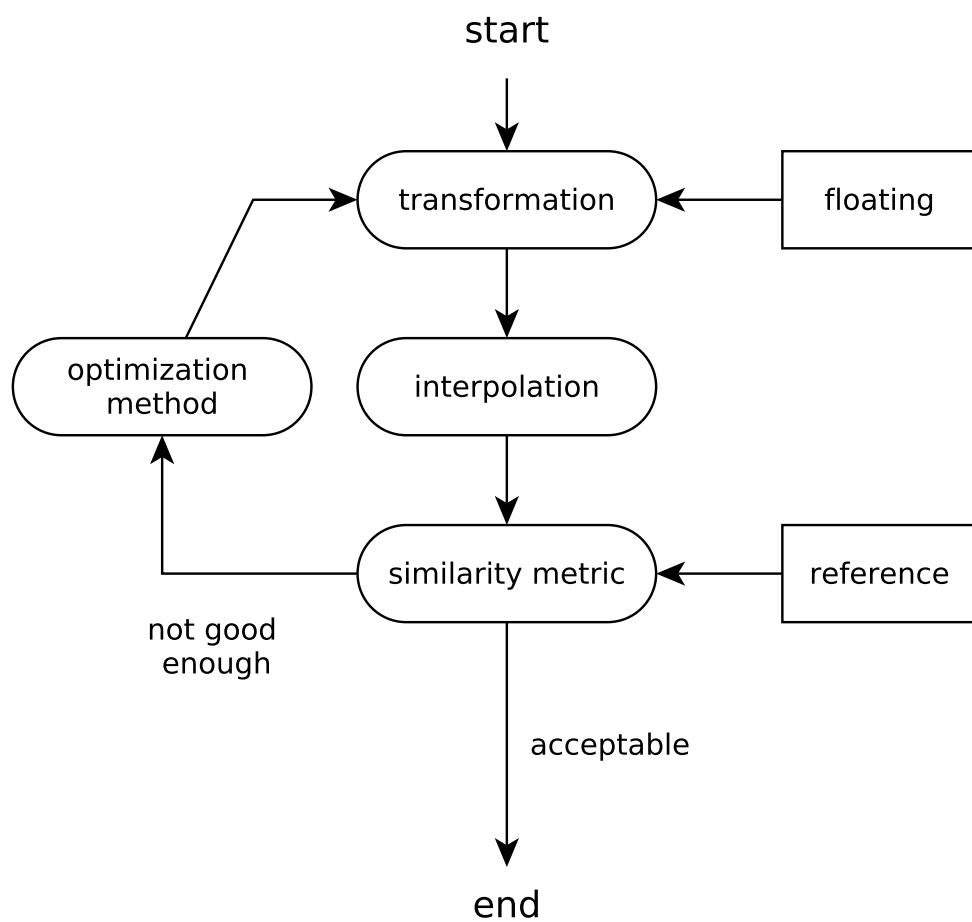 start
transformation
floating
optimization
method
interpolation
similarity metric
reference
not good
enough
acceptable
end